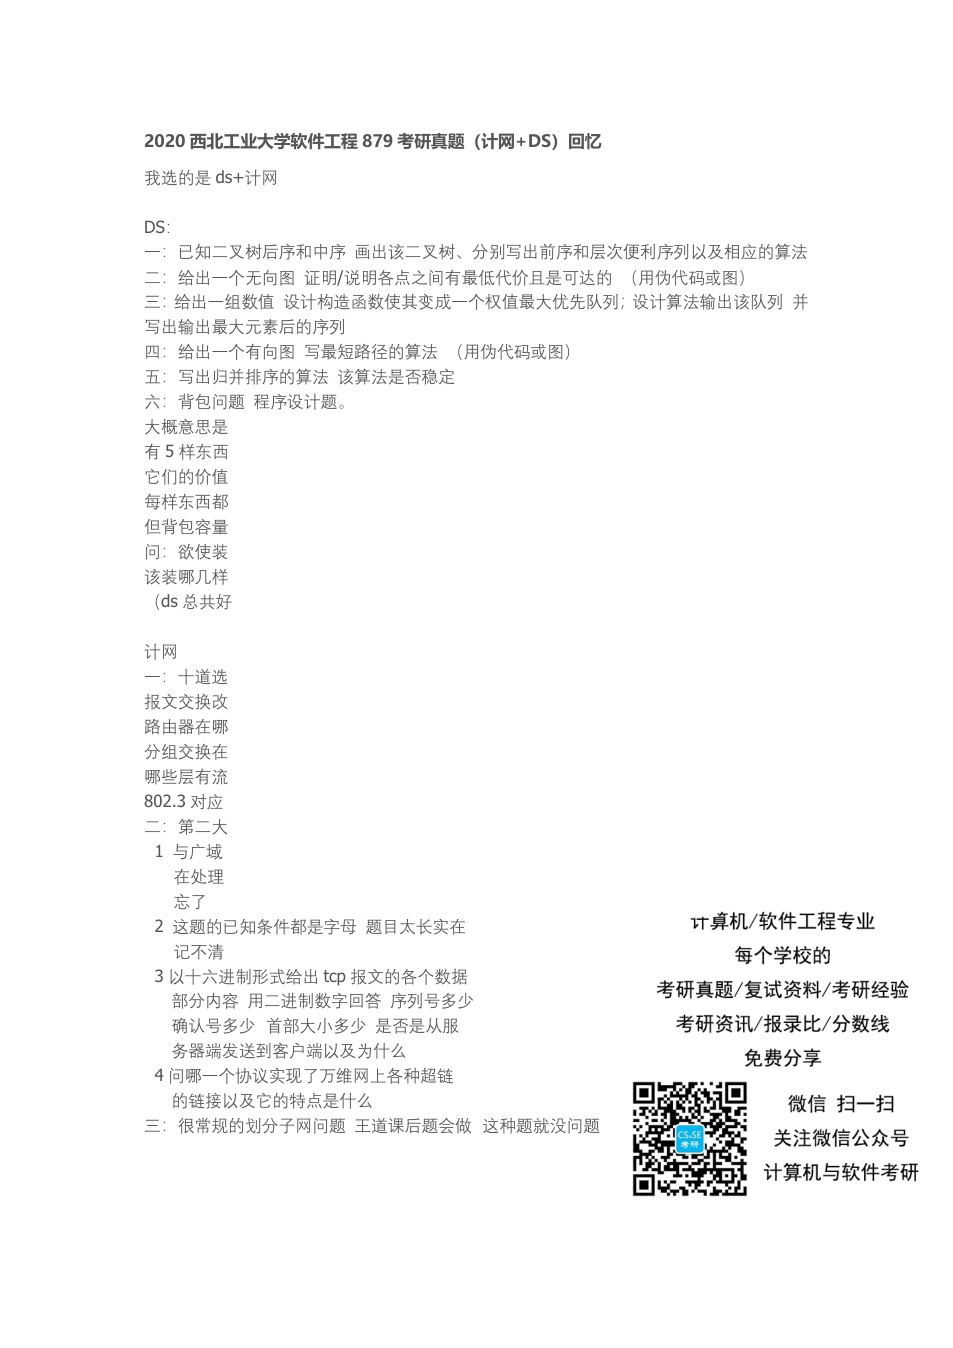 2020 西北工业大学软件工程 879 考研真题（计网+DS）回忆
我选的是 ds+计网
DS：
一：已知二叉树后序和中序 画出该二叉树、分别写出前序和层次便利序列以及相应的算法
二：给出一个无向图 证明/说明各点之间有最低代价且是可达的 （用伪代码或图）
三：给出一组数值 设计构造函数使其变成一个权值最大优先队列；设计算法输出该队列 并
写出输出最大元素后的序列
四：给出一个有向图 写最短路径的算法 （用伪代码或图）
五：写出归并排序的算法 该算法是否稳定
六：背包问题 程序设计题。
大概意思是
有 5 样东西
它们的价值
每样东西都
但背包容量
问：欲使装
该装哪几样
（ds 总共好
计网
一：十道选
报文交换改
路由器在哪
分组交换在
哪些层有流
802.3 对应
二：第二大
1 与广域
在处理
忘了
2 这题的已知条件都是字母 题目太长实在
记不清
3 以十六进制形式给出 tcp 报文的各个数据
部分内容 用二进制数字回答 序列号多少
确认号多少 首部大小多少 是否是从服
务器端发送到客户端以及为什么
4 问哪一个协议实现了万维网上各种超链
的链接以及它的特点是什么
三：很常规的划分子网问题 王道课后题会做 这种题就没问题
计算机/软件工程专业
每个学校的
考研真题/复试资料/考研经验
考研资讯/报录比/分数线
免费分享
微信 扫一扫
关注微信公众号
计算机与软件考研
CS.SE
考研